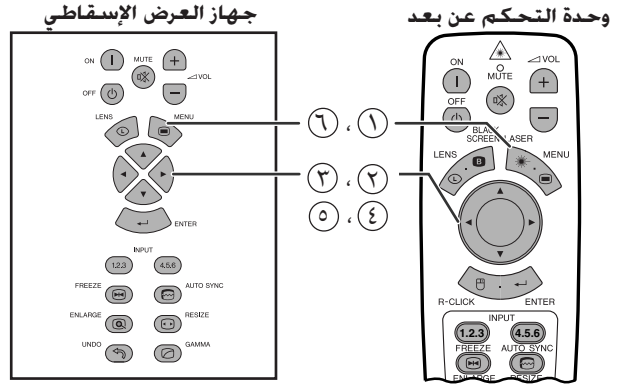 جهاز العرض الإسقاطي
ON MUTE VOL
OFF
LENS MENU
L
ENTER
INPUT
1,2,3 4,5,6
FREEZE AUTO SYNC
ENLARGE RESIZE
UNDO GAMMA
١ ، ٦
٢ ، ٣
٤ ، ٥
وحدة التحكم عن بعد
ON MUTE VOL
OFF
BLACK
SCREEN LASER
LENS B MENU
L
R-CLICK ENTER
INPUT
1.2.3 4.5.6
FREEZE AUTO SYNC
ENLARGE RESIZE